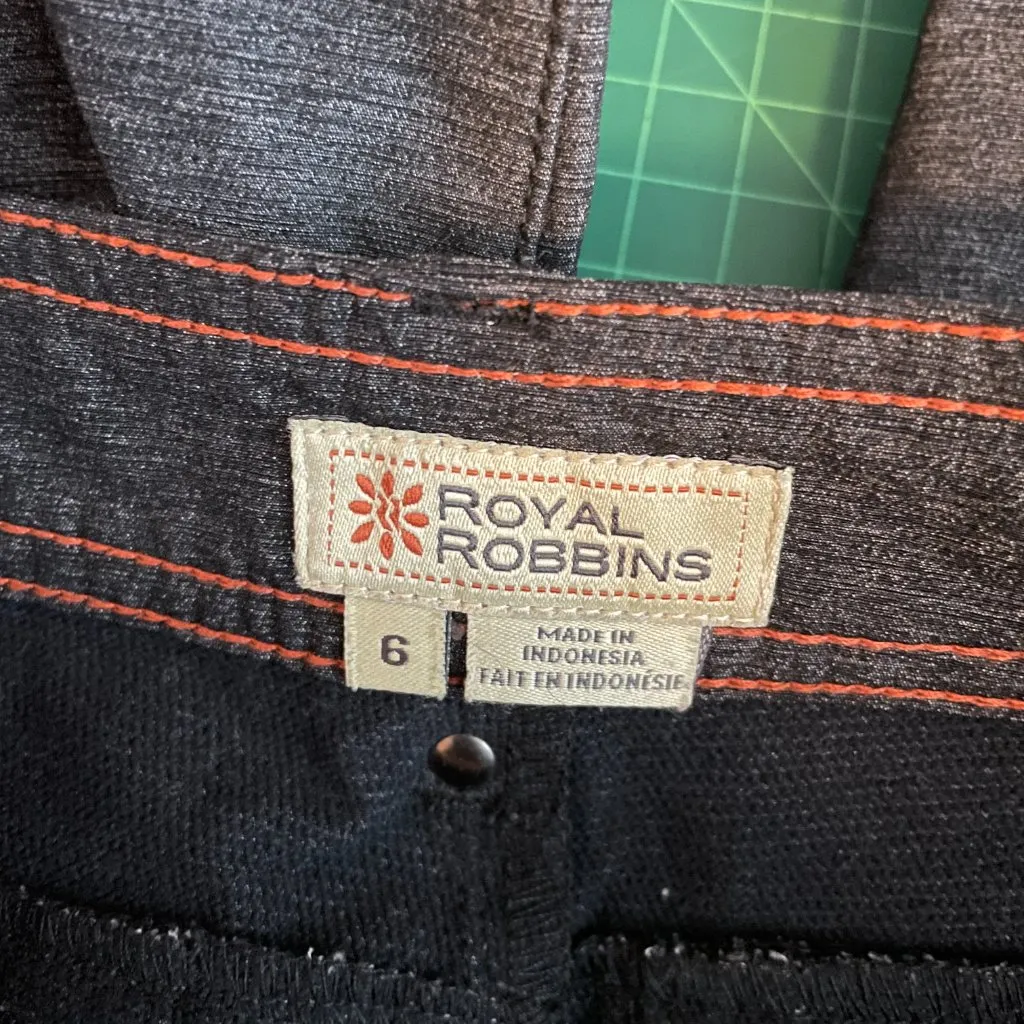 ROYAL
ROBBINS
6
MADE IN
INDONESIA
FAIT EN INDONÉSIE